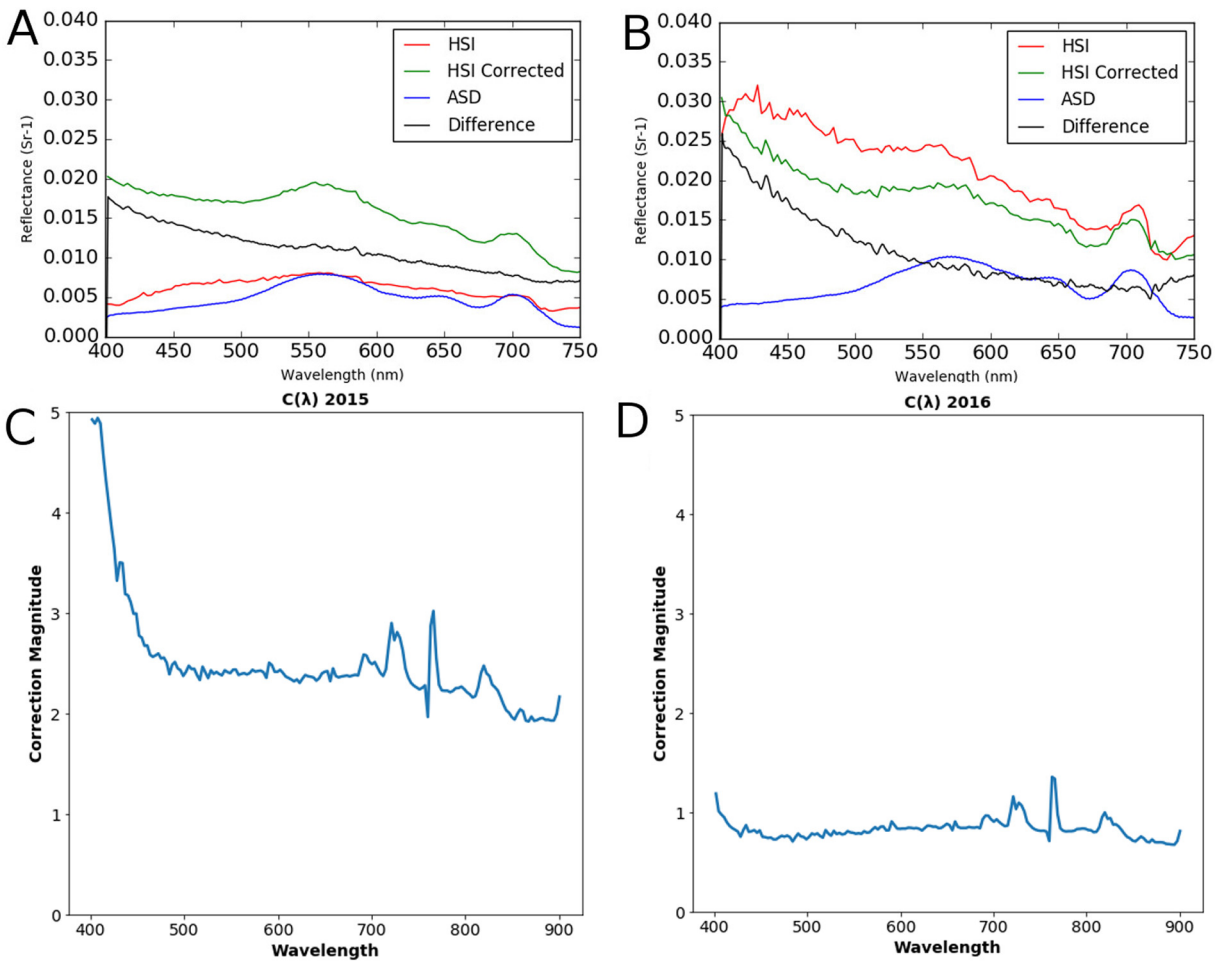 A
0.040
0.035
0.030
0.025
0.020
0.015
0.010
0.005
0.000
Reflectance (Sr-1)
HSI
HSI Corrected
ASD
Difference
400 450 500 550 600 650 700 750
Wavelength (nm)
B
0.040
0.035
0.030
0.025
0.020
0.015
0.010
0.005
0.000
Reflectance (Sr-1)
HSI
HSI Corrected
ASD
Difference
400 450 500 550 600 650 700 750
Wavelength (nm)
C
C(λ) 2015
5
4
3
2
1
0
Correction Magnitude
400 500 600 700 800 900
Wavelength
D
C(λ) 2016
5
4
3
2
1
0
Correction Magnitude
400 500 600 700 800 900
Wavelength